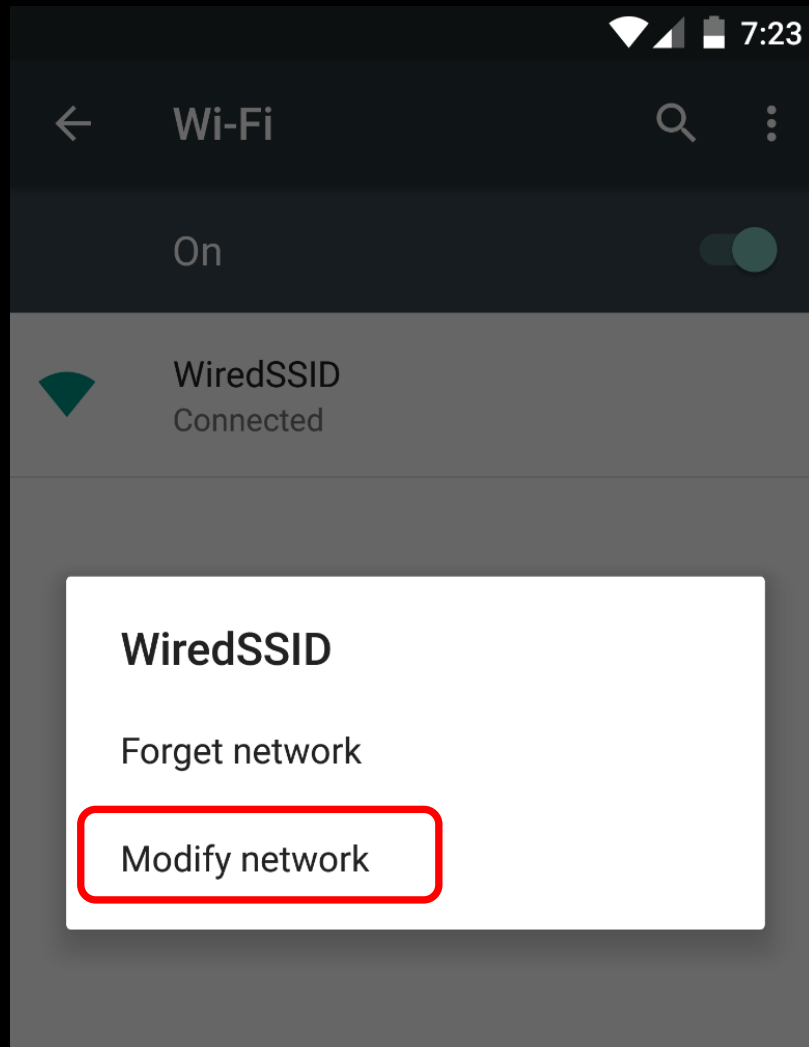 7:23
Wi-Fi
On
WiredSSID
Connected
WiredSSID
Forget network
Modify network